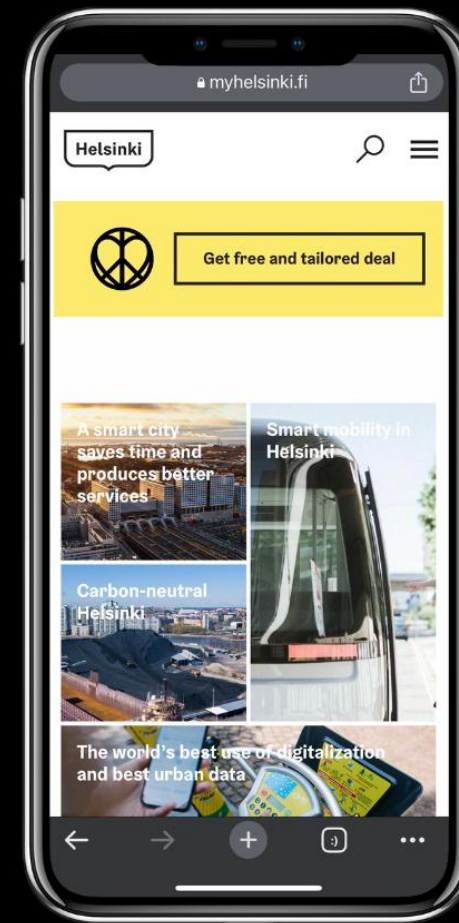 myhelsinki.fi
Helsinki
Get free and tailored deal
A smart city
saves time and
produces better
services
Smart mobility in
Helsinki
Carbon-neutral
Helsinki
The world's best use of digitalization
and best urban data
:)